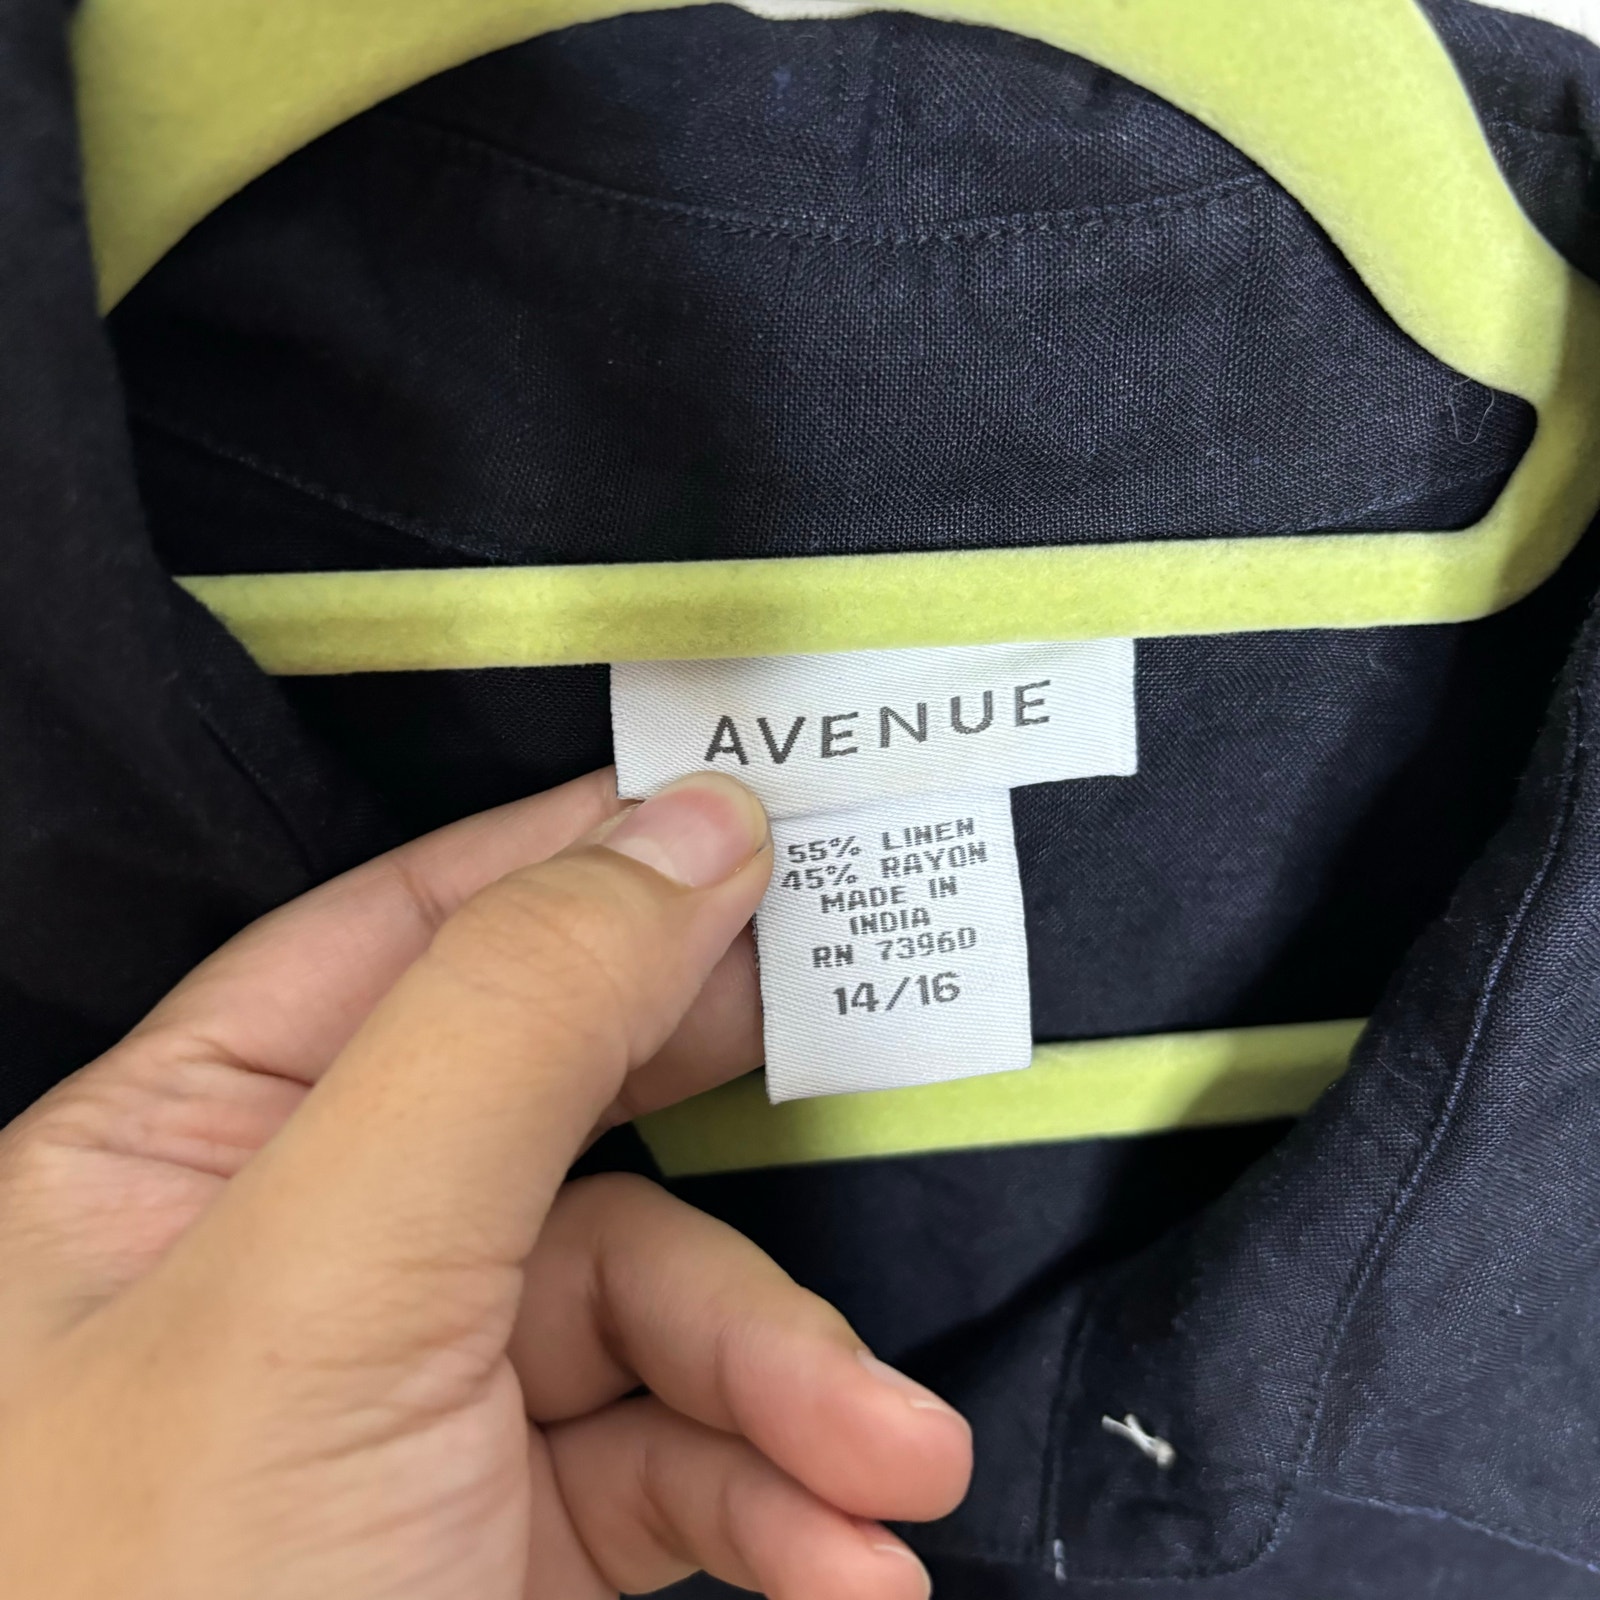 AVENUE
55% LINEN
45% RAYON
MADE IN
INDIA
RN 73960
14/16